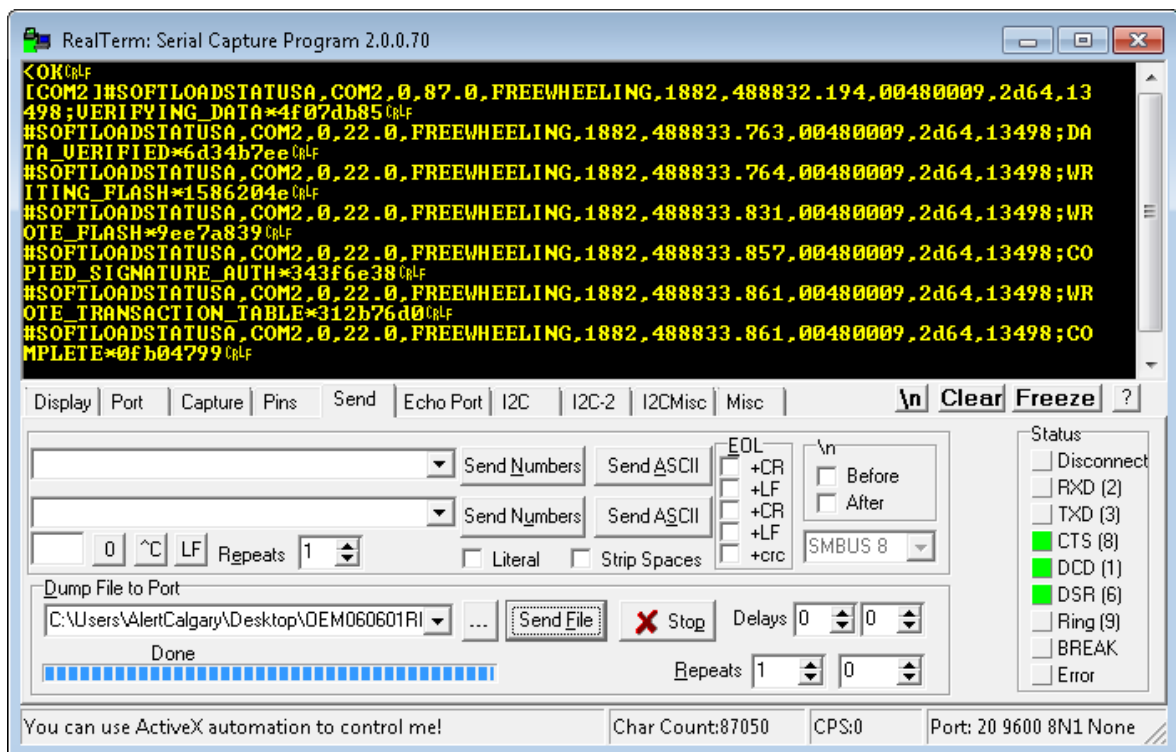 RealTerm: Serial Capture Program 2.0.0.70
<OKCRLF
[COM2]#SOFTLOADSTATUSA,COM2,0,87.0,FREEWHEELING,1882,488832.194,00480009,2d64,13
498;VERIFYING_DATA*4f07db85CRLF
#SOFTLOADSTATUSA,COM2,0,22.0,FREEWHEELING,1882,488833.763,00480009,2d64,13498;DA
TA_VERIFIED*6d34b7eeCRLF
#SOFTLOADSTATUSA,COM2,0,22.0,FREEWHEELING,1882,488833.764,00480009,2d64,13498;WR
ITING_FLASH*1586204eCRLF
#SOFTLOADSTATUSA,COM2,0,22.0,FREEWHEELING,1882,488833.831,00480009,2d64,13498;WR
OTE_FLASH*9ee7a839CRLF
#SOFTLOADSTATUSA,COM2,0,22.0,FREEWHEELING,1882,488833.857,00480009,2d64,13498;CO
PIED_SIGNATURE_AUTH*343f6e38CRLF
#SOFTLOADSTATUSA,COM2,0,22.0,FREEWHEELING,1882,488833.861,00480009,2d64,13498;WR
OTE_TRANSACTION_TABLE*312b76d0CRLF
#SOFTLOADSTATUSA,COM2,0,22.0,FREEWHEELING,1882,488833.861,00480009,2d64,13498;CO
MPLETE*0fb04799CRLF
Display Port Capture Pins Send Echo Port I2C I2C-2 I2CMisc Misc \n Clear Freeze ?
Send Numbers Send ASCII
EOL
+CR
+LF
+CR
+LF
+crc
\n
Before
After
Send Numbers Send ASCII
0 ^C LF Repeats 1
Literal Strip Spaces
SMBUS 8
Dump File to Port
C:\Users\AlertCalgary\Desktop\OEM060601RI ... Send File Stop Delays 0 0
Done
Repeats 1 0
Status
Disconnect
RXD (2)
TXD (3)
CTS (8)
DCD (1)
DSR (6)
Ring (9)
BREAK
Error
You can use ActiveX automation to control me! Char Count:87050 CPS:0 Port: 20 9600 8N1 None